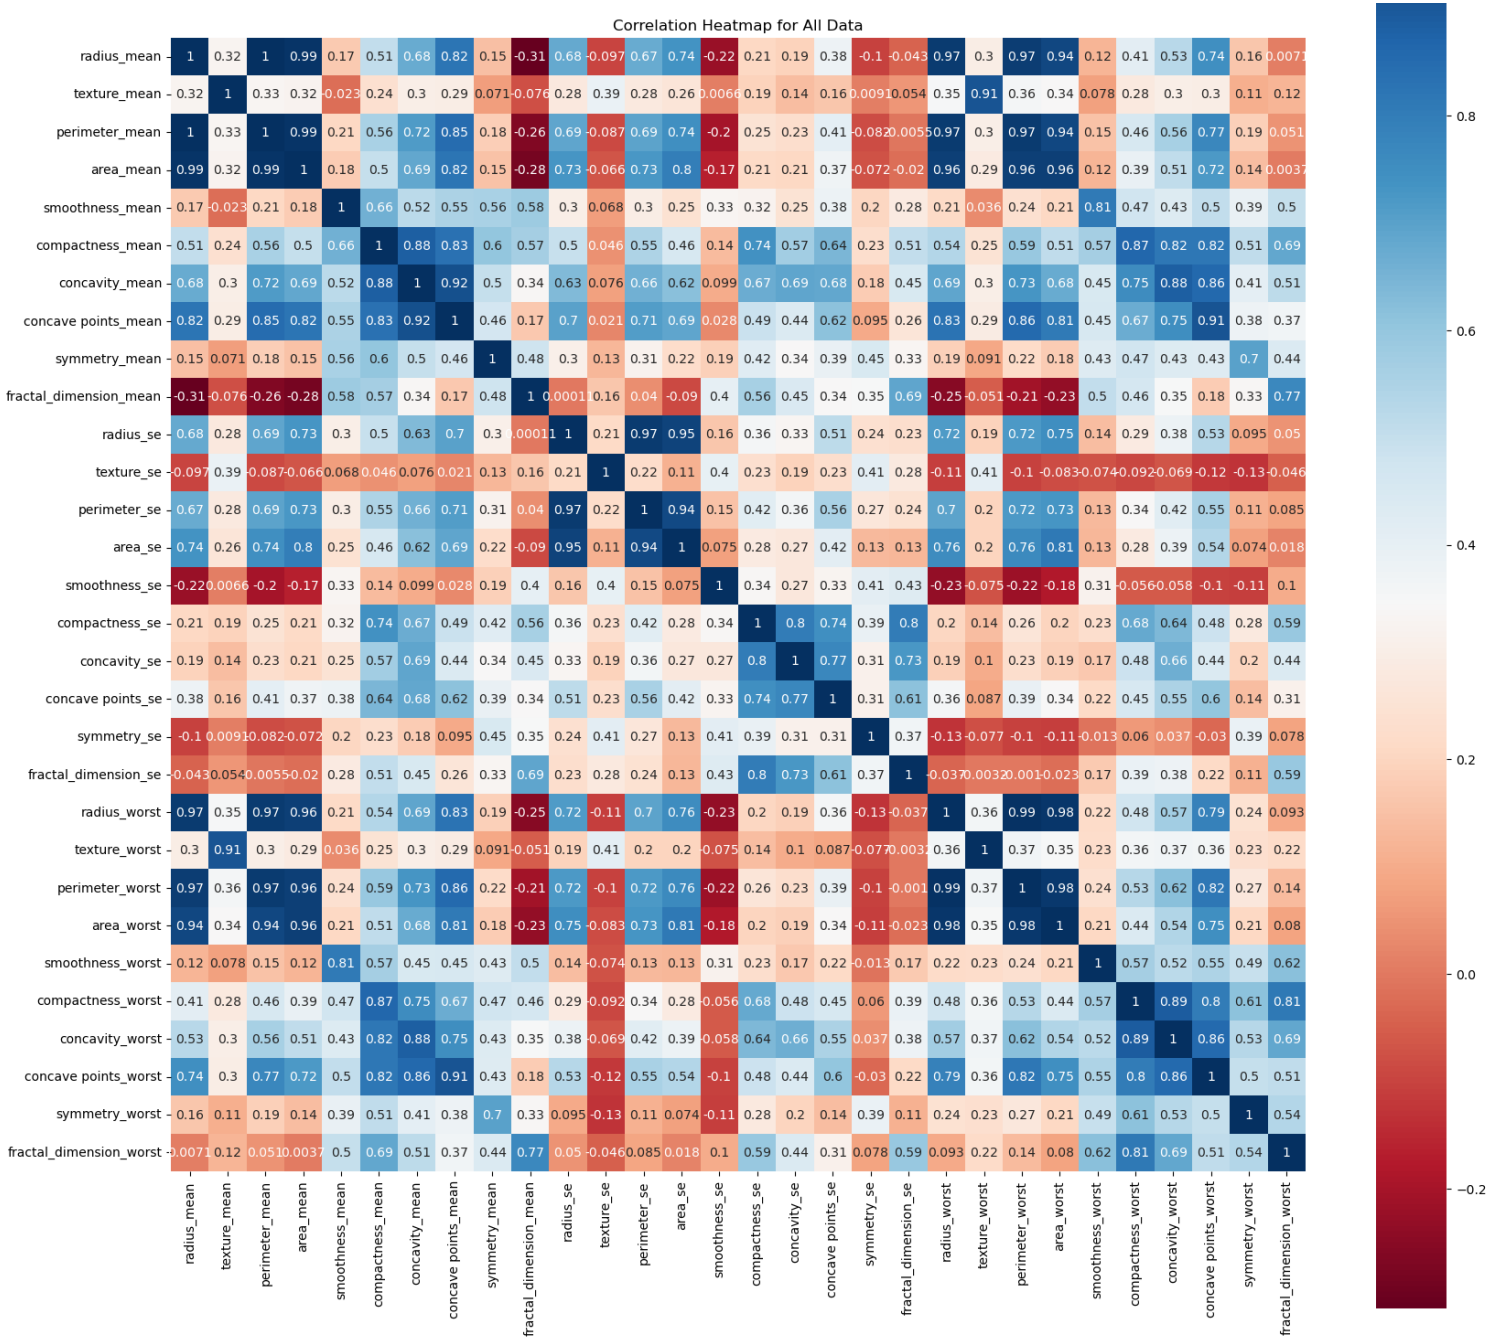 Correlation Heatmap for All Data
radius_mean 1 0.32 1 0.99 0.17 0.51 0.68 0.82 0.15 -0.31 0.68 -0.097 0.67 0.74 -0.22 0.21 0.19 0.38 -0.1 -0.043 0.97 0.3 0.97 0.94 0.12 0.41 0.53 0.74 0.16 0.0071
texture_mean 0.32 1 0.33 0.32 -0.023 0.24 0.3 0.29 0.071 -0.076 0.28 0.39 0.28 0.26 0.0066 0.19 0.14 0.16 0.0091 0.054 0.35 0.91 0.36 0.34 0.078 0.28 0.3 0.3 0.11 0.12
perimeter_mean 1 0.33 1 0.99 0.21 0.56 0.72 0.85 0.18 -0.26 0.69 -0.087 0.69 0.74 -0.2 0.25 0.23 0.41 -0.082 -0.0055 0.97 0.3 0.97 0.94 0.15 0.46 0.56 0.77 0.19 0.051
area_mean 0.99 0.32 0.99 1 0.18 0.5 0.69 0.82 0.15 -0.28 0.73 -0.066 0.73 0.8 -0.17 0.21 0.21 0.37 -0.072 -0.02 0.96 0.29 0.96 0.96 0.12 0.39 0.51 0.72 0.14 0.0037
smoothness_mean 0.17 -0.023 0.21 0.18 1 0.66 0.52 0.55 0.56 0.58 0.3 0.068 0.3 0.25 0.33 0.32 0.25 0.38 0.2 0.28 0.21 0.036 0.24 0.21 0.81 0.47 0.43 0.5 0.39 0.5
compactness_mean 0.51 0.24 0.56 0.5 0.66 1 0.88 0.83 0.6 0.57 0.5 0.046 0.55 0.46 0.14 0.74 0.57 0.64 0.23 0.51 0.54 0.25 0.59 0.51 0.57 0.87 0.82 0.82 0.51 0.69
concavity_mean 0.68 0.3 0.72 0.69 0.52 0.88 1 0.92 0.5 0.34 0.63 0.076 0.66 0.62 0.099 0.67 0.69 0.68 0.18 0.45 0.69 0.3 0.73 0.68 0.45 0.75 0.88 0.86 0.41 0.51
concave points_mean 0.82 0.29 0.85 0.82 0.55 0.83 0.92 1 0.46 0.17 0.7 0.021 0.71 0.69 0.028 0.49 0.44 0.62 0.095 0.26 0.83 0.29 0.86 0.81 0.45 0.67 0.75 0.91 0.38 0.37
symmetry_mean 0.15 0.071 0.18 0.15 0.56 0.6 0.5 0.46 1 0.48 0.3 0.13 0.31 0.22 0.19 0.42 0.34 0.39 0.45 0.33 0.19 0.091 0.22 0.18 0.43 0.47 0.43 0.43 0.7 0.44
fractal_dimension_mean -0.31 -0.076 -0.26 -0.28 0.58 0.57 0.34 0.17 0.48 1 0.00011 0.16 0.04 -0.09 0.4 0.56 0.45 0.34 0.35 0.69 -0.25 -0.051 -0.21 -0.23 0.5 0.46 0.35 0.18 0.33 0.77
radius_se 0.68 0.28 0.69 0.73 0.3 0.5 0.63 0.7 0.3 0.00011 1 0.21 0.97 0.95 0.16 0.36 0.33 0.51 0.24 0.23 0.72 0.19 0.72 0.75 0.14 0.29 0.38 0.53 0.095 0.05
texture_se -0.097 0.39 -0.087 -0.066 0.068 0.046 0.076 0.021 0.13 0.16 0.21 1 0.22 0.11 0.4 0.23 0.19 0.23 0.41 0.28 -0.11 0.41 -0.1 -0.083 -0.074 -0.092 -0.069 -0.12 -0.13 -0.046
perimeter_se 0.67 0.28 0.69 0.73 0.3 0.55 0.66 0.71 0.31 0.04 0.97 0.22 1 0.94 0.15 0.42 0.36 0.56 0.27 0.24 0.7 0.2 0.72 0.73 0.13 0.34 0.42 0.55 0.11 0.085
area_se 0.74 0.26 0.74 0.8 0.25 0.46 0.62 0.69 0.22 -0.09 0.95 0.11 0.94 1 0.075 0.28 0.27 0.42 0.13 0.13 0.76 0.2 0.76 0.81 0.13 0.28 0.39 0.54 0.074 0.018
smoothness_se -0.22 0.0066 -0.2 -0.17 0.33 0.14 0.099 0.028 0.19 0.4 0.16 0.4 0.15 0.075 1 0.34 0.27 0.33 0.41 0.43 -0.23 -0.075 -0.22 -0.18 0.31 -0.056 -0.058 -0.1 -0.11 0.1
compactness_se 0.21 0.19 0.25 0.21 0.32 0.74 0.67 0.49 0.42 0.56 0.36 0.23 0.42 0.28 0.34 1 0.8 0.74 0.39 0.8 0.2 0.14 0.26 0.2 0.23 0.68 0.64 0.48 0.28 0.59
concavity_se 0.19 0.14 0.23 0.21 0.25 0.57 0.69 0.44 0.34 0.45 0.33 0.19 0.36 0.27 0.27 0.8 1 0.77 0.31 0.73 0.19 0.1 0.23 0.19 0.17 0.48 0.66 0.44 0.2 0.44
concave points_se 0.38 0.16 0.41 0.37 0.38 0.64 0.68 0.62 0.39 0.34 0.51 0.23 0.56 0.42 0.33 0.74 0.77 1 0.31 0.61 0.36 0.087 0.39 0.34 0.22 0.45 0.55 0.6 0.14 0.31
symmetry_se -0.1 0.0091 -0.082 -0.072 0.2 0.23 0.18 0.095 0.45 0.35 0.24 0.41 0.27 0.13 0.41 0.39 0.31 0.31 1 0.37 -0.13 -0.077 -0.1 -0.11 -0.013 0.06 0.037 -0.03 0.39 0.078
fractal_dimension_se -0.043 0.054 -0.0055 -0.02 0.28 0.51 0.45 0.26 0.33 0.69 0.23 0.28 0.24 0.13 0.43 0.8 0.73 0.61 0.37 1 -0.037 -0.0032 -0.001 -0.023 0.17 0.39 0.38 0.22 0.11 0.59
radius_worst 0.97 0.35 0.97 0.96 0.21 0.54 0.69 0.83 0.19 -0.25 0.72 -0.11 0.7 0.76 -0.23 0.2 0.19 0.36 -0.13 -0.037 1 0.36 0.99 0.98 0.22 0.48 0.57 0.79 0.24 0.093
texture_worst 0.3 0.91 0.3 0.29 0.036 0.25 0.3 0.29 0.091 -0.051 0.19 0.41 0.2 0.2 -0.075 0.14 0.1 0.087 -0.077 -0.0032 0.36 1 0.37 0.35 0.23 0.36 0.37 0.36 0.23 0.22
perimeter_worst 0.97 0.36 0.97 0.96 0.24 0.59 0.73 0.86 0.22 -0.21 0.72 -0.1 0.72 0.76 -0.22 0.26 0.23 0.39 -0.1 -0.001 0.99 0.37 1 0.98 0.24 0.53 0.62 0.82 0.27 0.14
area_worst 0.94 0.34 0.94 0.96 0.21 0.51 0.68 0.81 0.18 -0.23 0.75 -0.083 0.73 0.81 -0.18 0.2 0.19 0.34 -0.11 -0.023 0.98 0.35 0.98 1 0.21 0.44 0.54 0.75 0.21 0.08
smoothness_worst 0.12 0.078 0.15 0.12 0.81 0.57 0.45 0.45 0.43 0.5 0.14 -0.074 0.13 0.13 0.31 0.23 0.17 0.22 -0.013 0.17 0.22 0.23 0.24 0.21 1 0.57 0.52 0.55 0.49 0.62
compactness_worst 0.41 0.28 0.46 0.39 0.47 0.87 0.75 0.67 0.47 0.46 0.29 -0.092 0.34 0.28 -0.056 0.68 0.48 0.45 0.06 0.39 0.48 0.36 0.53 0.44 0.57 1 0.89 0.8 0.61 0.81
concavity_worst 0.53 0.3 0.56 0.51 0.43 0.82 0.88 0.75 0.43 0.35 0.38 -0.069 0.42 0.39 -0.058 0.64 0.66 0.55 0.037 0.38 0.57 0.37 0.62 0.54 0.52 0.89 1 0.86 0.53 0.69
concave points_worst 0.74 0.3 0.77 0.72 0.5 0.82 0.86 0.91 0.43 0.18 0.53 -0.12 0.55 0.54 -0.1 0.48 0.44 0.6 -0.03 0.22 0.79 0.36 0.82 0.75 0.55 0.8 0.86 1 0.5 0.51
symmetry_worst 0.16 0.11 0.19 0.14 0.39 0.51 0.41 0.38 0.7 0.33 0.095 -0.13 0.11 0.074 -0.11 0.28 0.2 0.14 0.39 0.11 0.24 0.23 0.27 0.21 0.49 0.61 0.53 0.5 1 0.54
fractal_dimension_worst 0.0071 0.12 0.051 0.0037 0.5 0.69 0.51 0.37 0.44 0.77 0.05 -0.046 0.085 0.018 0.1 0.59 0.44 0.31 0.078 0.59 0.093 0.22 0.14 0.08 0.62 0.81 0.69 0.51 0.54 1
radius_mean
texture_mean
perimeter_mean
area_mean
smoothness_mean
compactness_mean
concavity_mean
concave points_mean
symmetry_mean
fractal_dimension_mean
radius_se
texture_se
perimeter_se
area_se
smoothness_se
compactness_se
concavity_se
concave points_se
symmetry_se
fractal_dimension_se
radius_worst
texture_worst
perimeter_worst
area_worst
smoothness_worst
compactness_worst
concavity_worst
concave points_worst
symmetry_worst
fractal_dimension_worst
0.8
0.6
0.4
0.2
0.0
-0.2